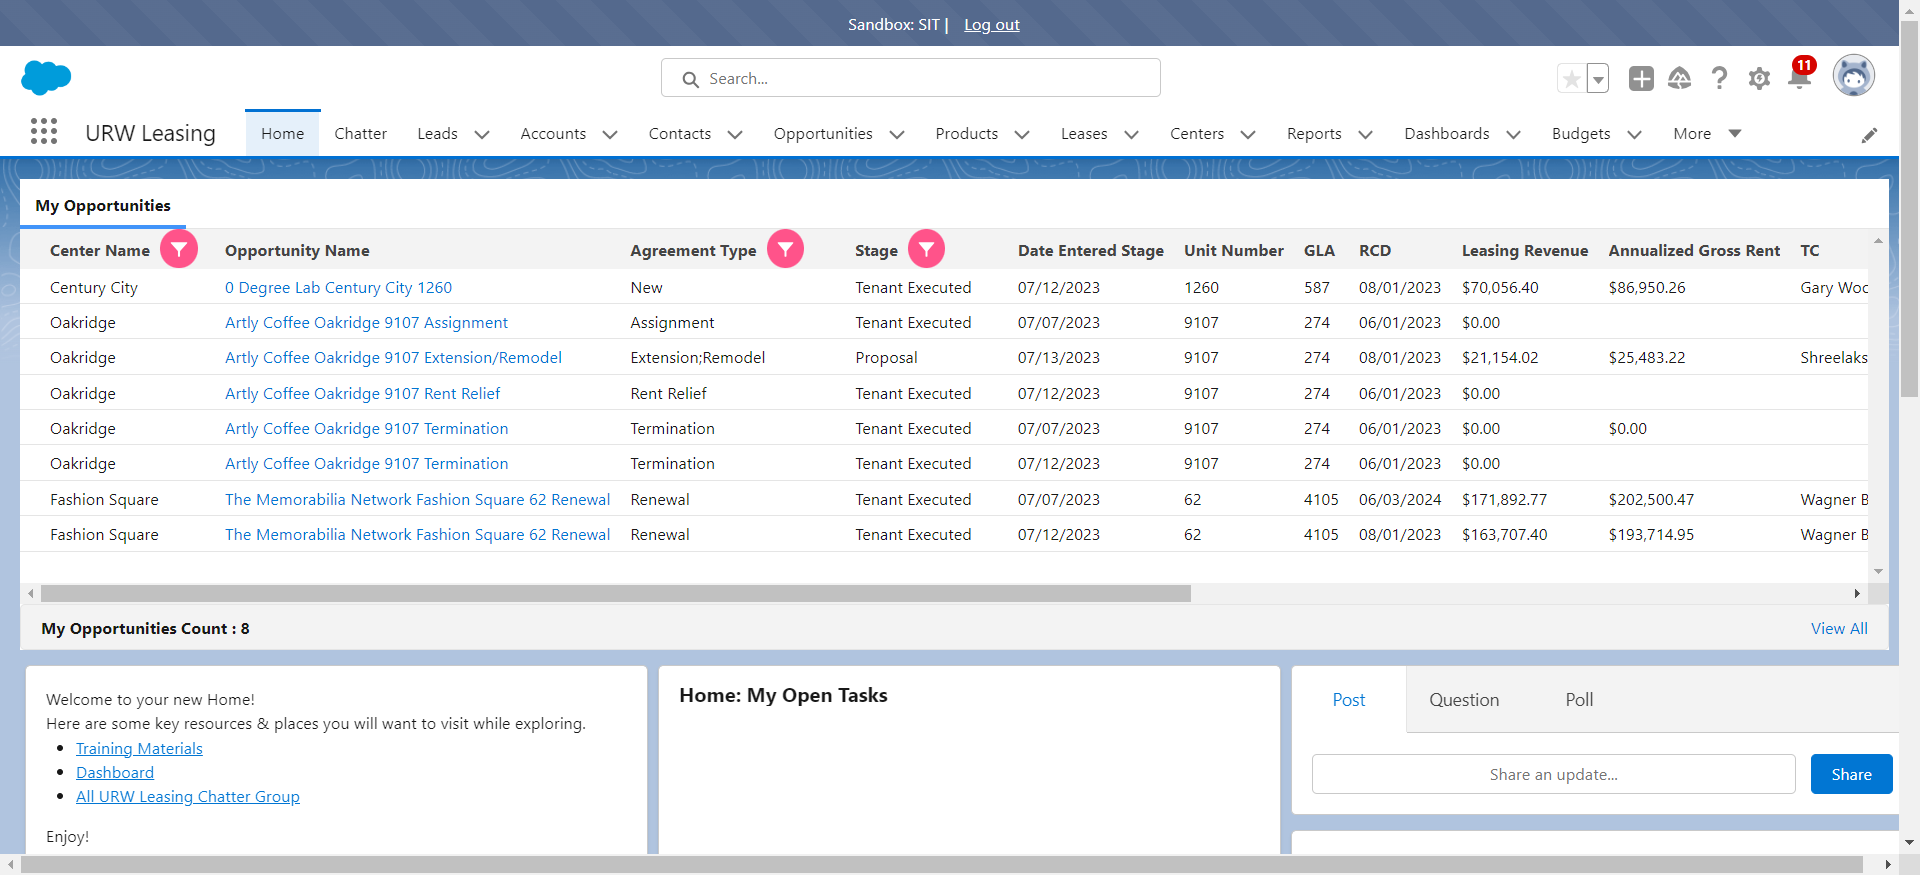 Sandbox: SIT | Log out
Search...
11
URW Leasing Home Chatter Leads Accounts Contacts Opportunities Products Leases Centers Reports Dashboards Budgets More
My Opportunities
Center Name Opportunity Name Agreement Type Stage Date Entered Stage Unit Number GLA RCD Leasing Revenue Annualized Gross Rent TC
Century City 0 Degree Lab Century City 1260 New Tenant Executed 07/12/2023 1260 587 08/01/2023 $70,056.40 $86,950.26 Gary Woo
Oakridge Artly Coffee Oakridge 9107 Assignment Assignment Tenant Executed 07/07/2023 9107 274 06/01/2023 $0.00
Oakridge Artly Coffee Oakridge 9107 Extension/Remodel Extension;Remodel Proposal 07/13/2023 9107 274 08/01/2023 $21,154.02 $25,483.22 Shreelaks
Oakridge Artly Coffee Oakridge 9107 Rent Relief Rent Relief Tenant Executed 07/12/2023 9107 274 06/01/2023 $0.00
Oakridge Artly Coffee Oakridge 9107 Termination Termination Tenant Executed 07/07/2023 9107 274 06/01/2023 $0.00 $0.00
Oakridge Artly Coffee Oakridge 9107 Termination Termination Tenant Executed 07/12/2023 9107 274 06/01/2023 $0.00
Fashion Square The Memorabilia Network Fashion Square 62 Renewal Renewal Tenant Executed 07/07/2023 62 4105 06/03/2024 $171,892.77 $202,500.47 Wagner B
Fashion Square The Memorabilia Network Fashion Square 62 Renewal Renewal Tenant Executed 07/12/2023 62 4105 08/01/2023 $163,707.40 $193,714.95 Wagner B
My Opportunities Count : 8 View All
Welcome to your new Home!
Here are some key resources & places you will want to visit while exploring.
• Training Materials
• Dashboard
• All URW Leasing Chatter Group
Enjoy!
Home: My Open Tasks
Post Question Poll
Share an update... Share